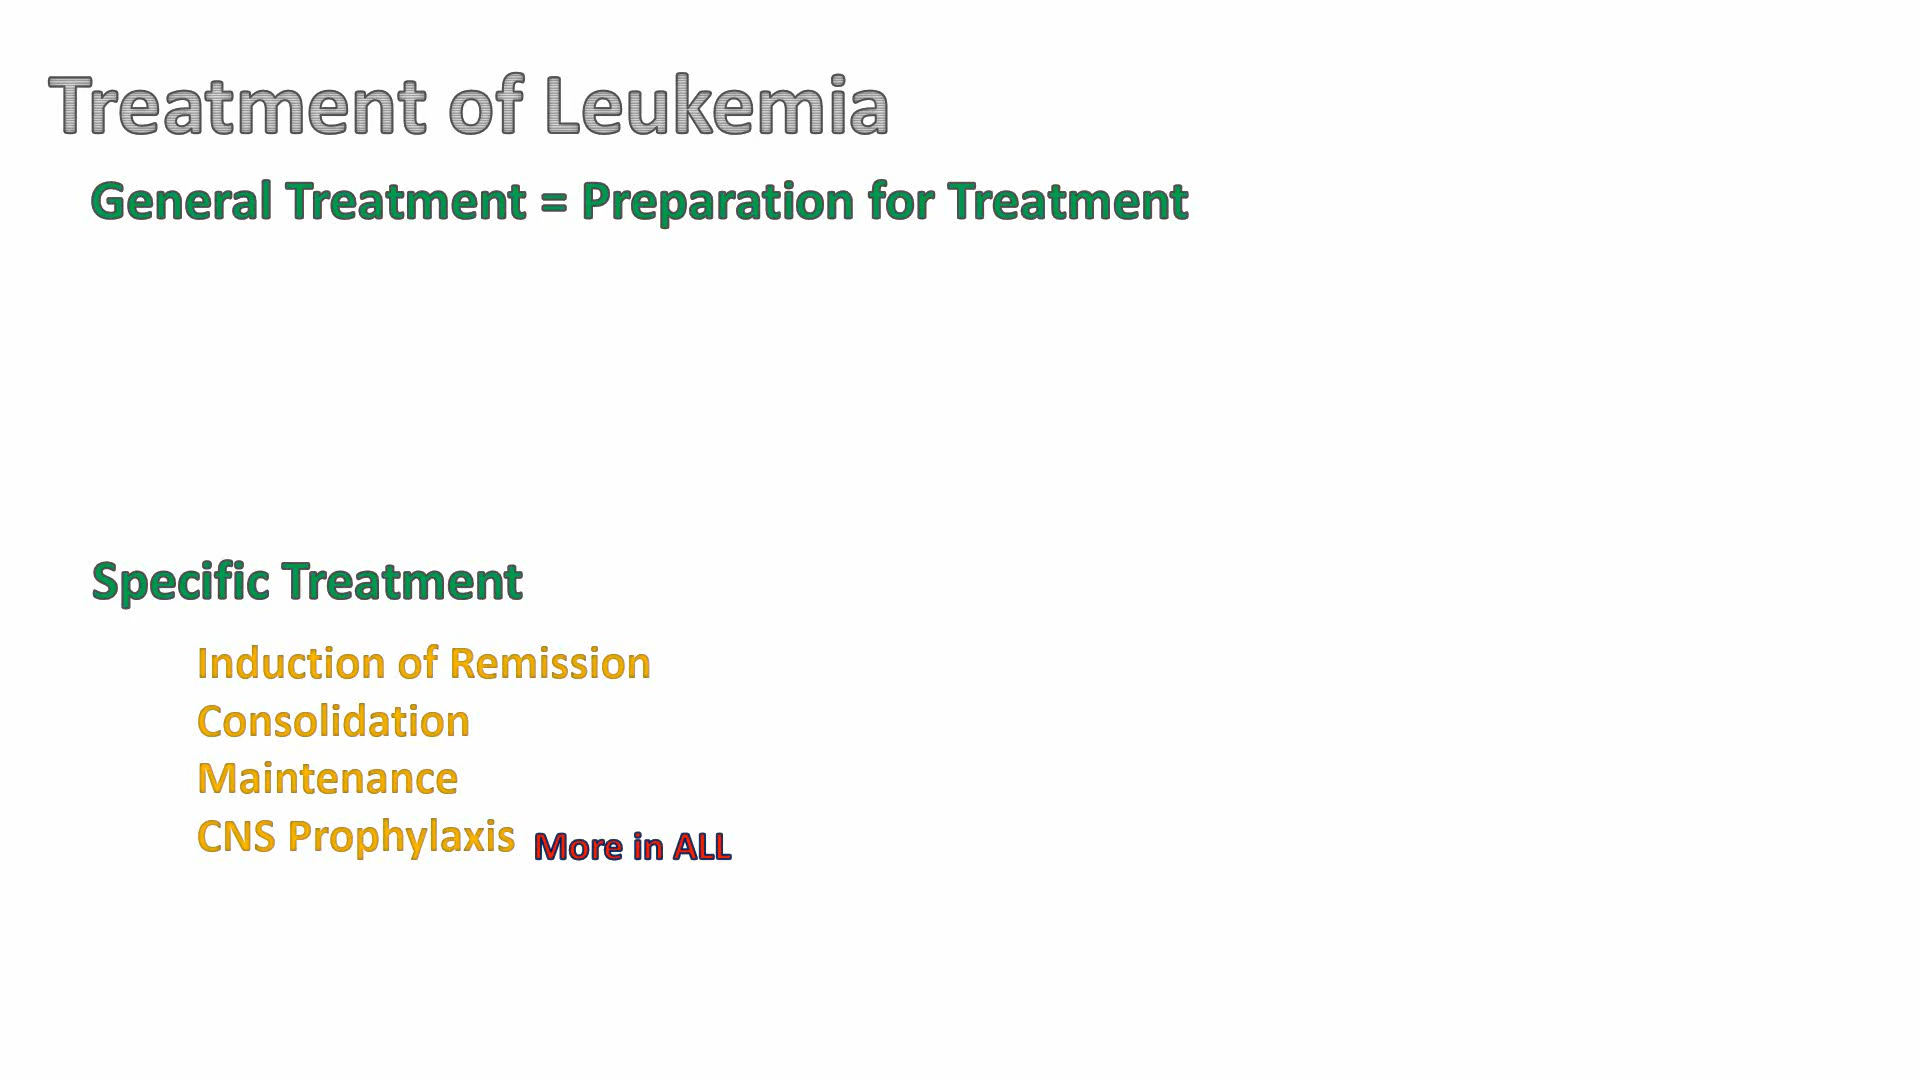 Treatment of Leukemia
General Treatment = Preparation for Treatment
Specific Treatment
Induction of Remission
Consolidation
Maintenance
CNS Prophylaxis More in ALL